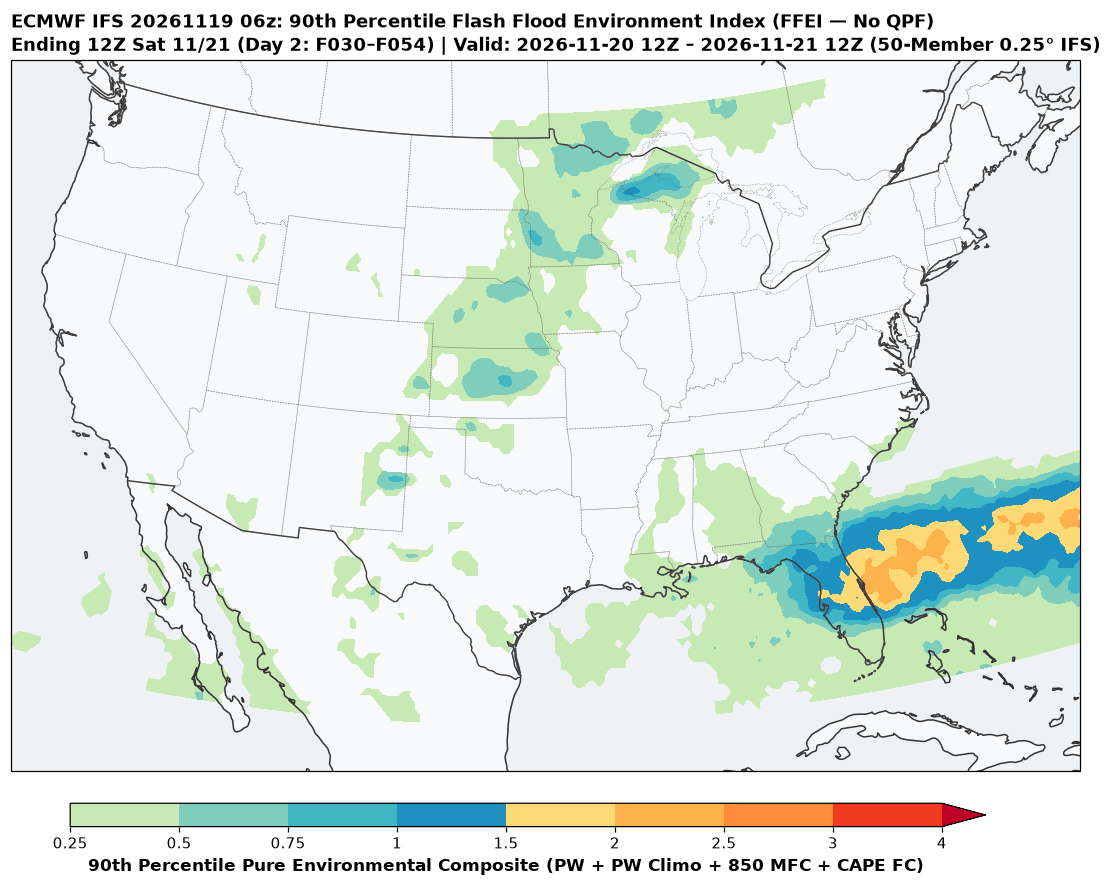 ECMWF IFS 20261119 06z: 90th Percentile Flash Flood Environment Index (FFEI — No QPF)
Ending 12Z Sat 11/21 (Day 2: F030–F054) | Valid: 2026-11-20 12Z – 2026-11-21 12Z (50-Member 0.25° IFS)
0.25 0.5 0.75 1 1.5 2 2.5 3 4
90th Percentile Pure Environmental Composite (PW + PW Climo + 850 MFC + CAPE FC)